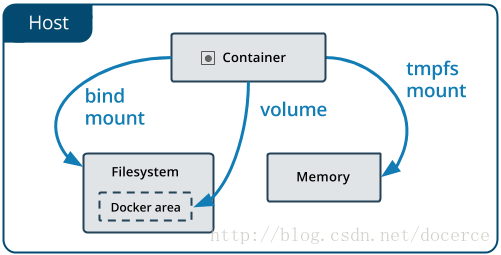 Host
Container
bind
mount
volume
tmpfs
mount
Filesystem
Docker area
Memory
http://blog.csdn.net/docerce